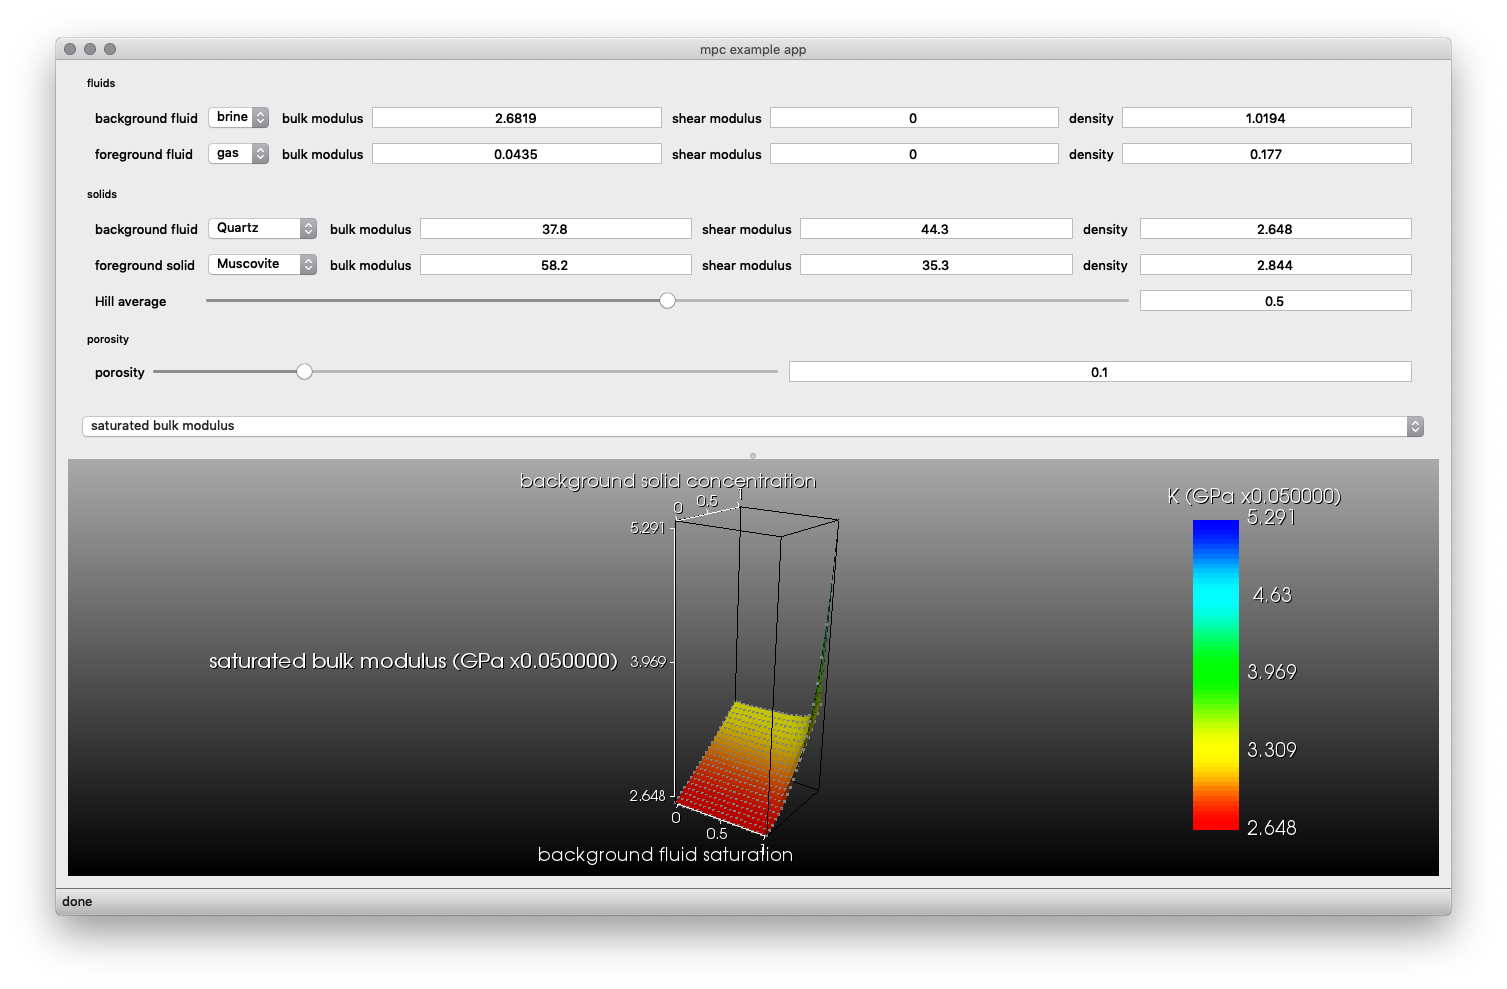 mpc example app
fluids
background fluid brine bulk modulus 2.6819 shear modulus 0 density 1.0194
foreground fluid gas bulk modulus 0.0435 shear modulus 0 density 0.177
solids
background fluid Quartz bulk modulus 37.8 shear modulus 44.3 density 2.648
foreground solid Muscovite bulk modulus 58.2 shear modulus 35.3 density 2.844
Hill average 0.5
porosity
porosity 0.1
saturated bulk modulus
background solid concentration
0 0.5 1
5.291
saturated bulk modulus (GPa x0.050000) 3.969
2.648
0 0.5 1
background fluid saturation
K (GPa x0.050000)
5.291
4.63
3.969
3.309
2.648
done